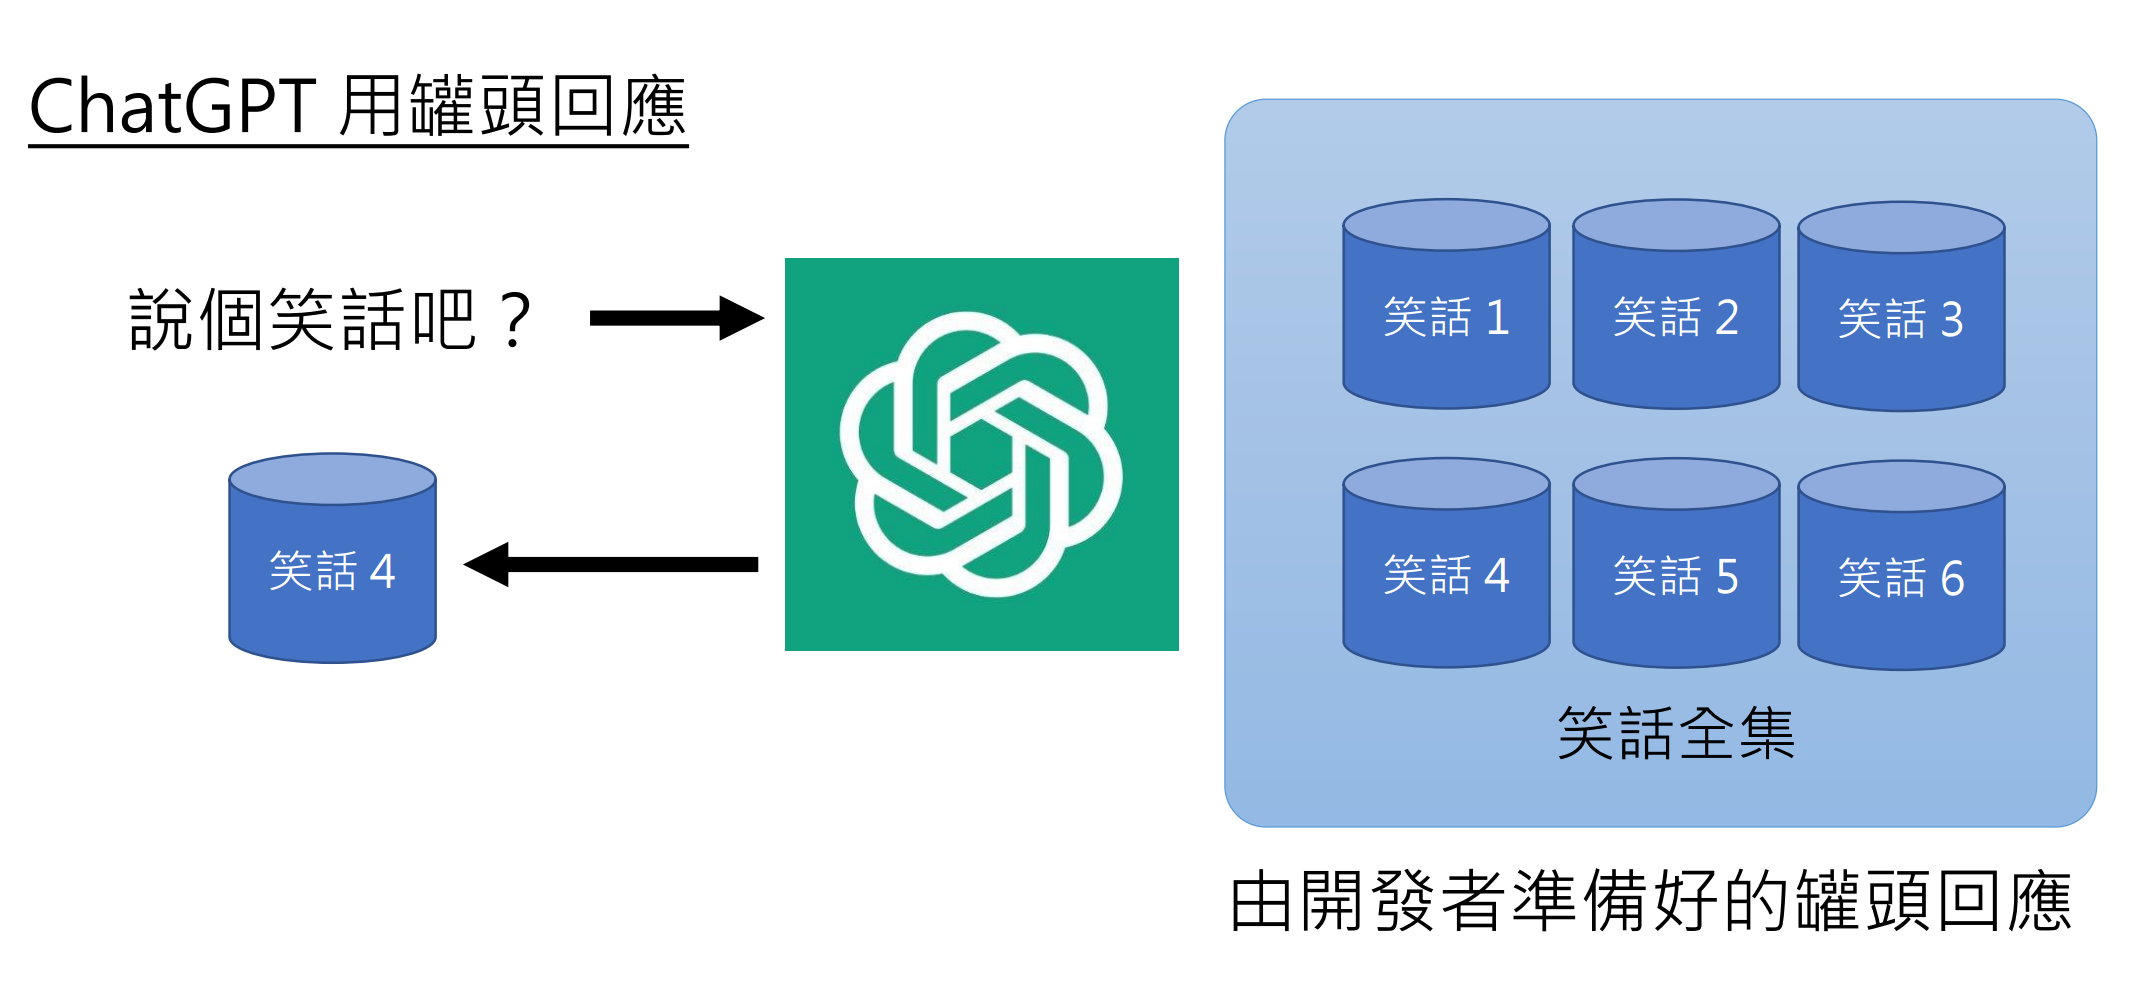 ChatGPT 用罐頭回應
說個笑話吧？
笑話 4
笑話 1
笑話 2
笑話 3
笑話 4
笑話 5
笑話 6
笑話全集
由開發者準備好的罐頭回應